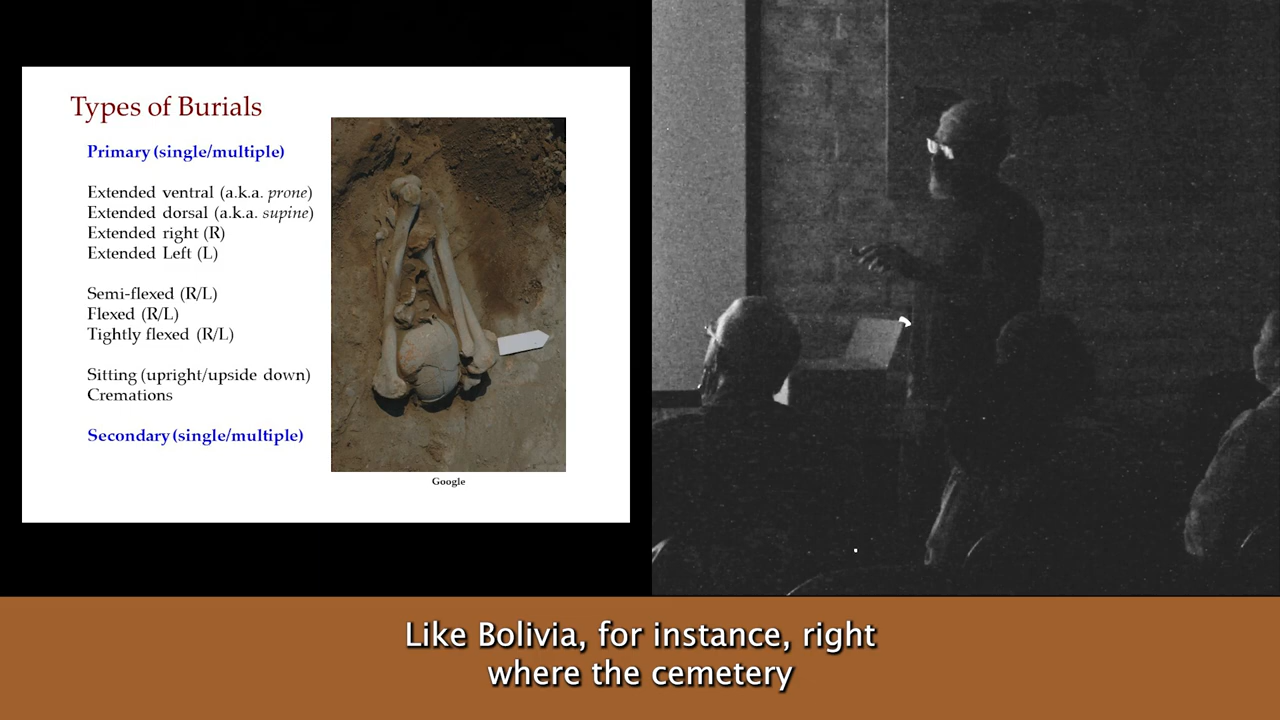 Types of Burials
Primary (single/multiple)
Extended ventral (a.k.a. prone)
Extended dorsal (a.k.a. supine)
Extended right (R)
Extended Left (L)
Semi-flexed (R/L)
Flexed (R/L)
Tightly flexed (R/L)
Sitting (upright/upside down)
Cremations
Secondary (single/multiple)
Google
Like Bolivia, for instance, right
where the cemetery